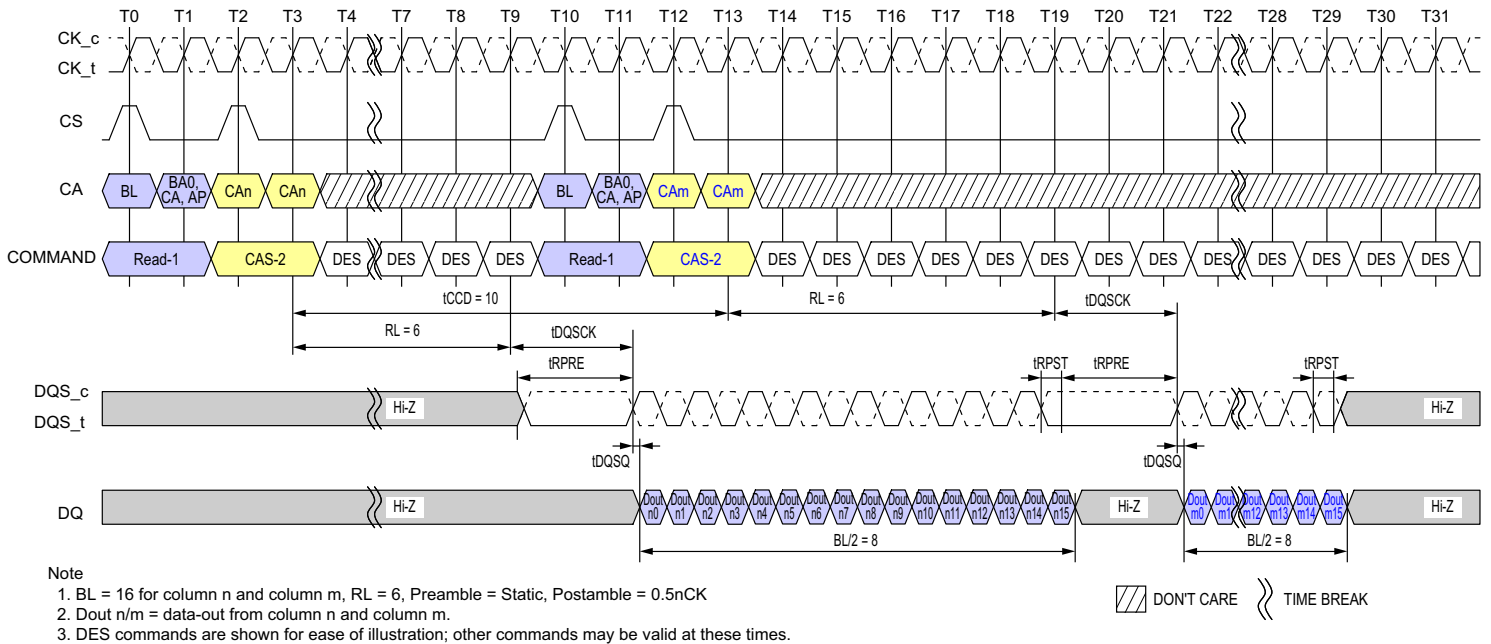 T0 T1 T2 T3 T4 T7 T8 T9 T10 T11 T12 T13 T14 T15 T16 T17 T18 T19 T20 T21 T22 T28 T29 T30 T31
CK_c
CK_t
CS
CA BL BA0, CA, AP CAn CAn BL BA0, CA, AP CAm CAm
COMMAND Read-1 CAS-2 DES DES DES DES Read-1 CAS-2 DES DES DES DES DES DES DES DES DES DES DES DES DES
tCCD = 10 RL = 6 tDQSCK
RL = 6 tDQSCK
tRPRE tRPST tRPRE tRPST
DQS_c
DQS_t
Hi-Z Hi-Z
tDQSQ tDQSQ
DQ Hi-Z Dout n0 Dout n1 Dout n2 Dout n3 Dout n4 Dout n5 Dout n6 Dout n7 Dout n8 Dout n9 Dout n10 Dout n11 Dout n12 Dout n13 Dout n14 Dout n15 Hi-Z Dout m0 Dout m1 Dout m12 Dout m13 Dout m14 Dout m15 Hi-Z
BL/2 = 8 BL/2 = 8
Note
1. BL = 16 for column n and column m, RL = 6, Preamble = Static, Postamble = 0.5nCK
2. Dout n/m = data-out from column n and column m.
3. DES commands are shown for ease of illustration; other commands may be valid at these times.
DON'T CARE TIME BREAK